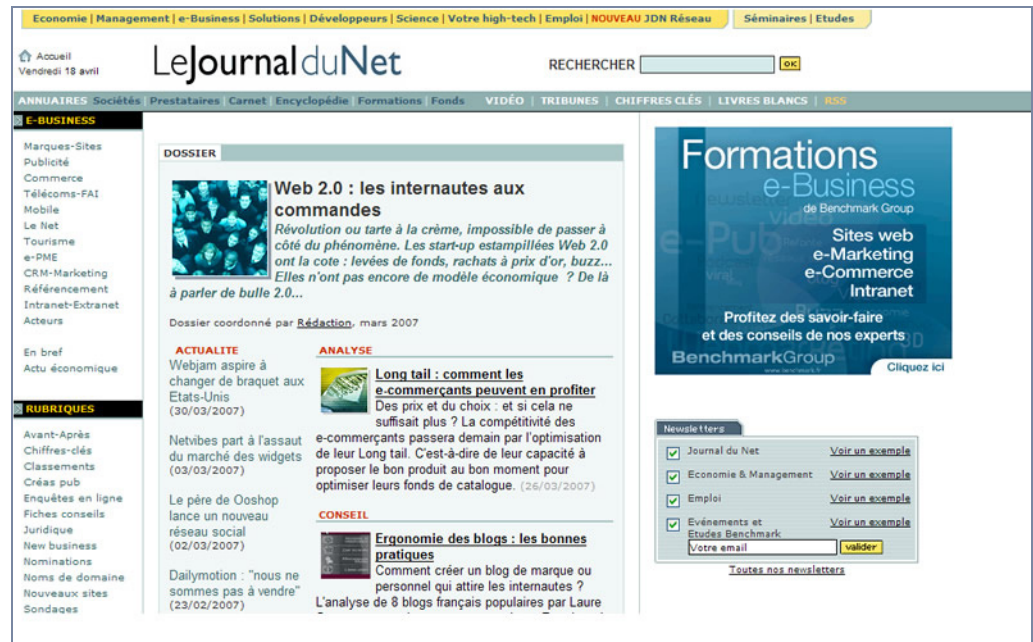 Economie | Management | e-Business | Solutions | Développeurs | Science | Votre high-tech | Emploi | NOUVEAU JDN Réseau
Séminaires | Etudes
Accueil
Vendredi 18 avril
LeJournalduNet
RECHERCHER
OK
ANNUAIRES Sociétés | Prestataires | Carnet | Encyclopédie | Formations | Fonds
VIDÉO | TRIBUNES | CHIFFRES CLÉS | LIVRES BLANCS | RSS
E-BUSINESS
Marques-Sites
Publicité
Commerce
Télécoms-FAI
Mobile
Le Net
Tourisme
e-PME
CRM-Marketing
Référencement
Intranet-Extranet
Acteurs
En bref
Actu économique
RUBRIQUES
Avant-Après
Chiffres-clés
Classements
Créas pub
Enquêtes en ligne
Fiches conseils
Juridique
New business
Nominations
Noms de domaine
Nouveaux sites
Sondages
DOSSIER
Web 2.0 : les internautes aux
commandes
Révolution ou tarte à la crème, impossible de passer à
côté du phénomène. Les start-up estampillées Web 2.0
ont la cote : levées de fonds, rachats à prix d'or, buzz...
Elles n'ont pas encore de modèle économique ? De là
à parler de bulle 2.0...
Dossier coordonné par Rédaction, mars 2007
ACTUALITE
Webjam aspire à
changer de braquet aux
Etats-Unis
(30/03/2007)
Netvibes part à l'assaut
du marché des widgets
(03/03/2007)
Le père de Ooshop
lance un nouveau
réseau social
(02/03/2007)
Dailymotion : "nous ne
sommes pas à vendre"
(23/02/2007)
ANALYSE
Long tail : comment les
e-commerçants peuvent en profiter
Des prix et du choix : et si cela ne
suffisait plus ? La compétitivité des
e-commerçants passera demain par l'optimisation
de leur Long tail. C'est-à-dire de leur capacité à
proposer le bon produit au bon moment pour
optimiser leurs fonds de catalogue. (26/03/2007)
CONSEIL
Ergonomie des blogs : les bonnes
pratiques
Comment créer un blog de marque ou
personnel qui attire les internautes ?
L'analyse de 8 blogs français populaires par Laure
Formations
e-Business
de Benchmark Group
Newsletter
Vidéo
e-Pub
viral
Blog
Sites web
e-Marketing
e-Commerce
Intranet
Profitez des savoir-faire
et des conseils de nos experts
BenchmarkGroup
www.benchmark.fr
Cliquez ici
Newsletters
Journal du Net Voir un exemple
Economie & Management Voir un exemple
Emploi Voir un exemple
Evénements et Voir un exemple
Etudes Benchmark
Votre email valider
Toutes nos newsletters